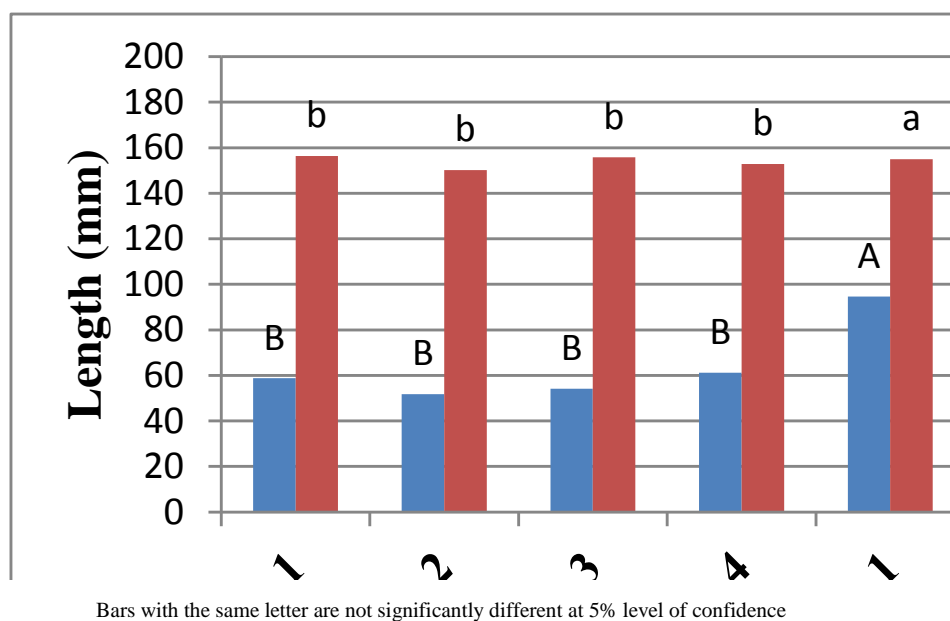 200
180
160
140
120
100
80
60
40
20
0
Length (mm)
b
b
b
b
a
B
B
B
B
A
1
2
3
4
1
Bars with the same letter are not significantly different at 5% level of confidence